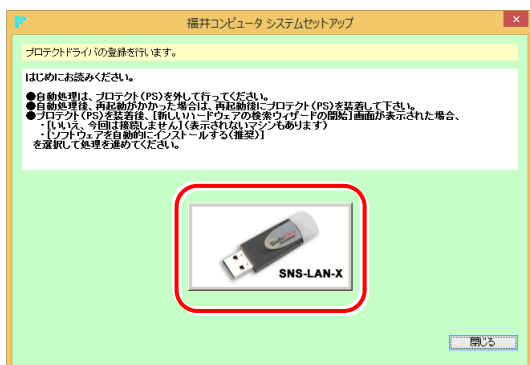 福井コンピュータ システムセットアップ
プロテクトドライバの登録を行います。
はじめにお読みください。
●自動処理は、プロテクト(PS)を外して行ってください。
●自動処理後、再起動がかかった場合は、再起動後にプロテクト(PS)を装着して下さい。
●プロテクト(PS)を装着後、[新しいハードウェアの検索ウィザードの開始]画面が表示された場合、
・[いいえ、今回は接続しません](表示されないマシンもあります)
・[ソフトウェアを自動的にインストールする(推奨)]
を選択して処理を進めてください。
SNS-LAN-X
閉じる